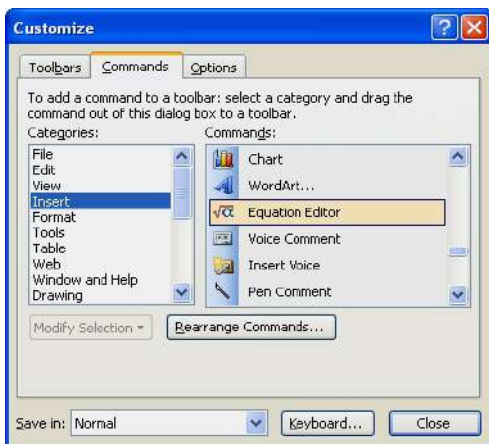 Customize
Toolbars Commands Options
To add a command to a toolbar: select a category and drag the
command out of this dialog box to a toolbar.
Categories:
File
Edit
View
Insert
Format
Tools
Table
Web
Window and Help
Drawing
Commands:
Chart
WordArt...
√α Equation Editor
Voice Comment
Insert Voice
Pen Comment
Modify Selection
Rearrange Commands...
Save in: Normal
Keyboard...
Close